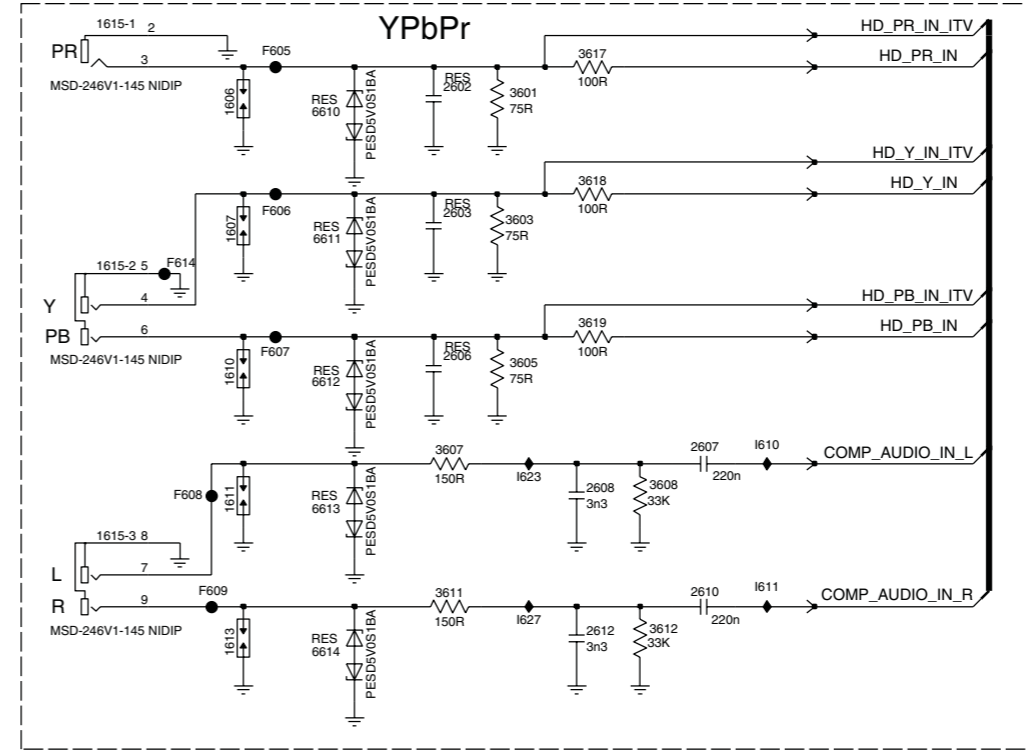 YPbPr
1615-1 2
PR
3
MSD-246V1-145 NIDIP
F605
1606
RES
6610
PESD5V0S1BA
RES
2602
3601
75R
3617
100R
HD_PR_IN_ITV
HD_PR_IN
F606
1607
RES
6611
PESD5V0S1BA
RES
2603
3603
75R
3618
100R
HD_Y_IN_ITV
HD_Y_IN
1615-2 5
F614
Y
4
PB
6
MSD-246V1-145 NIDIP
F607
1610
RES
6612
PESD5V0S1BA
RES
2606
3605
75R
3619
100R
HD_PB_IN_ITV
HD_PB_IN
F608
1611
RES
6613
PESD5V0S1BA
3607
150R
I623
2608
3n3
3608
33K
2607
220n
I610
COMP_AUDIO_IN_L
1615-3 8
L
7
R
9
MSD-246V1-145 NIDIP
F609
1613
RES
6614
PESD5V0S1BA
3611
150R
I627
2612
3n3
3612
33K
2610
220n
I611
COMP_AUDIO_IN_R